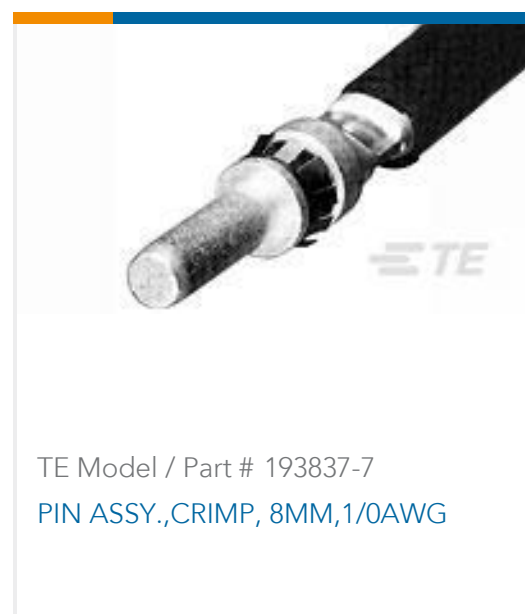 TE
TE Model / Part # 193837-7
PIN ASSY.,CRIMP, 8MM,1/0AWG